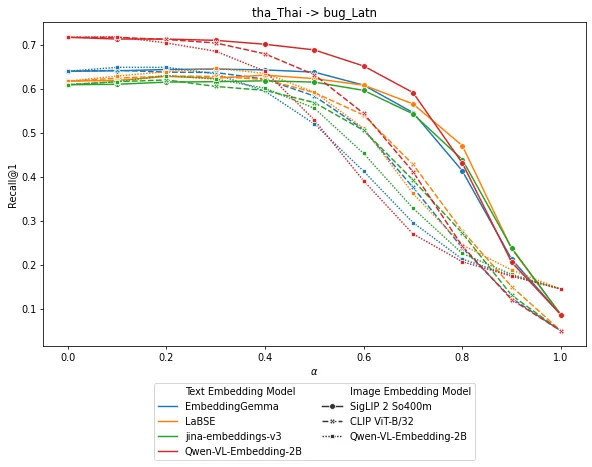 tha_Thai -> bug_Latn
0.7
0.6
0.5
0.4
0.3
0.2
0.1
Recall@1
0.0 0.2 0.4 0.6 0.8 1.0
α
Text Embedding Model Image Embedding Model
EmbeddingGemma SigLIP 2 So400m
LaBSE CLIP ViT-B/32
jina-embeddings-v3 Qwen-VL-Embedding-2B
Qwen-VL-Embedding-2B